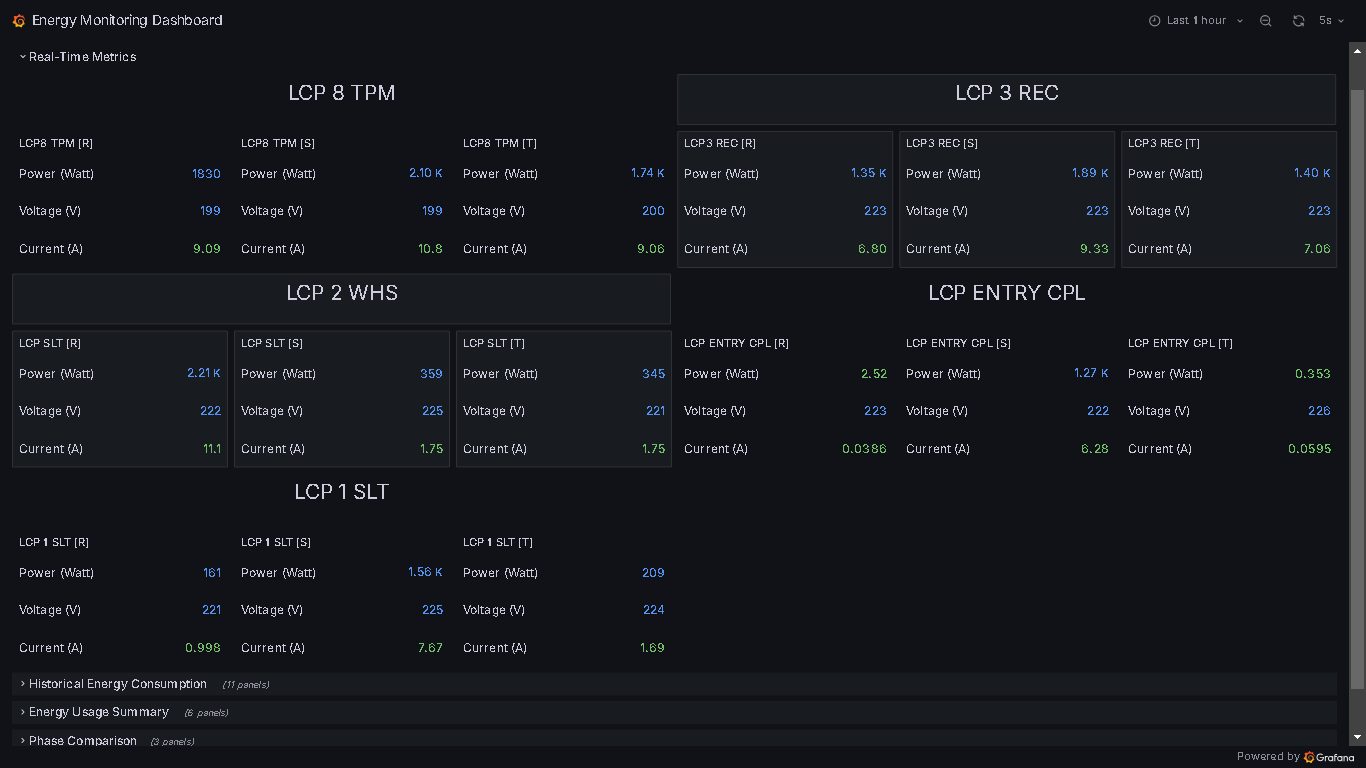 Energy Monitoring Dashboard
Last 1 hour
5s
Real-Time Metrics
LCP 8 TPM
LCP8 TPM [R]
Power (Watt) 1830
Voltage (V) 199
Current (A) 9.09
LCP8 TPM [S]
Power (Watt) 2.10 K
Voltage (V) 199
Current (A) 10.8
LCP8 TPM [T]
Power (Watt) 1.74 K
Voltage (V) 200
Current (A) 9.06
LCP 3 REC
LCP3 REC [R]
Power (Watt) 1.35 K
Voltage (V) 223
Current (A) 6.80
LCP3 REC [S]
Power (Watt) 1.89 K
Voltage (V) 223
Current (A) 9.33
LCP3 REC [T]
Power (Watt) 1.40 K
Voltage (V) 223
Current (A) 7.06
LCP 2 WHS
LCP SLT [R]
Power (Watt) 2.21 K
Voltage (V) 222
Current (A) 11.1
LCP SLT [S]
Power (Watt) 359
Voltage (V) 225
Current (A) 1.75
LCP SLT [T]
Power (Watt) 345
Voltage (V) 221
Current (A) 1.75
LCP ENTRY CPL
LCP ENTRY CPL [R]
Power (Watt) 2.52
Voltage (V) 223
Current (A) 0.0386
LCP ENTRY CPL [S]
Power (Watt) 1.27 K
Voltage (V) 222
Current (A) 6.28
LCP ENTRY CPL [T]
Power (Watt) 0.353
Voltage (V) 226
Current (A) 0.0595
LCP 1 SLT
LCP 1 SLT [R]
Power (Watt) 161
Voltage (V) 221
Current (A) 0.998
LCP 1 SLT [S]
Power (Watt) 1.56 K
Voltage (V) 225
Current (A) 7.67
LCP 1 SLT [T]
Power (Watt) 209
Voltage (V) 224
Current (A) 1.69
Historical Energy Consumption (11 panels)
Energy Usage Summary (6 panels)
Phase Comparison (3 panels)
Powered by Grafana